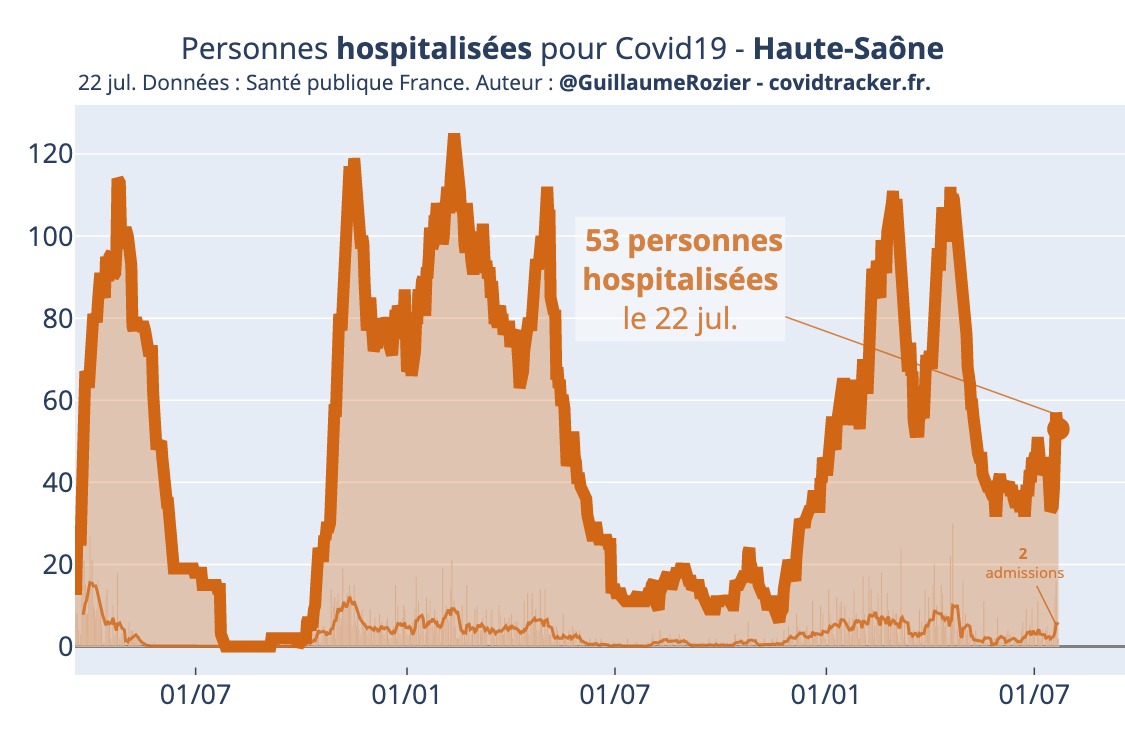 Personnes hospitalisées pour Covid19 - Haute-Saône
22 jul. Données : Santé publique France. Auteur : @GuillaumeRozier - covidtracker.fr.
120
100
80
60
40
20
0
53 personnes
hospitalisées
le 22 jul.
2
admissions
01/07
01/01
01/07
01/01
01/07